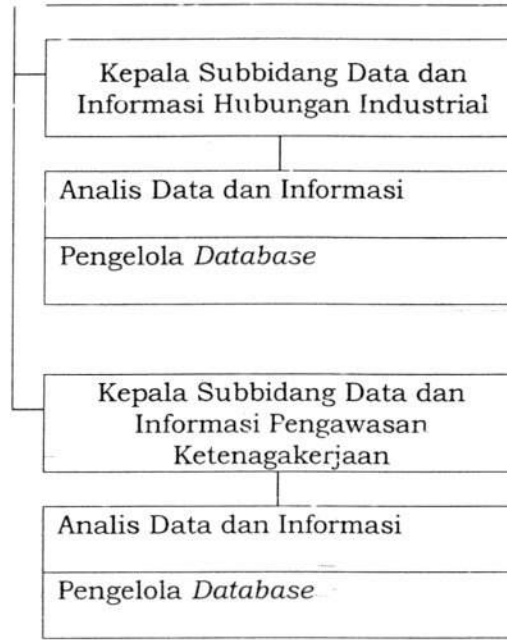 Kepala Subbidang Data dan
Informasi Hubungan Industrial
Analis Data dan Informasi
Pengelola Database
Kepala Subbidang Data dan
Informasi Pengawasan
Ketenagakerjaan
Analis Data dan Informasi
Pengelola Database